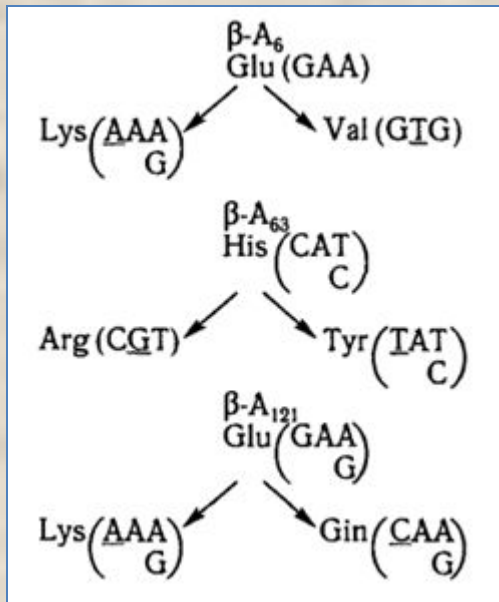 β-A₆
Glu (GAA)
Lys (AAA
G)
Val (GTG)
β-A₆₃
His (CAT
C)
Arg (CGT)
Tyr (TAT
C)
β-A₁₂₁
Glu (GAA
G)
Lys (AAA
G)
Gin (CAA
G)